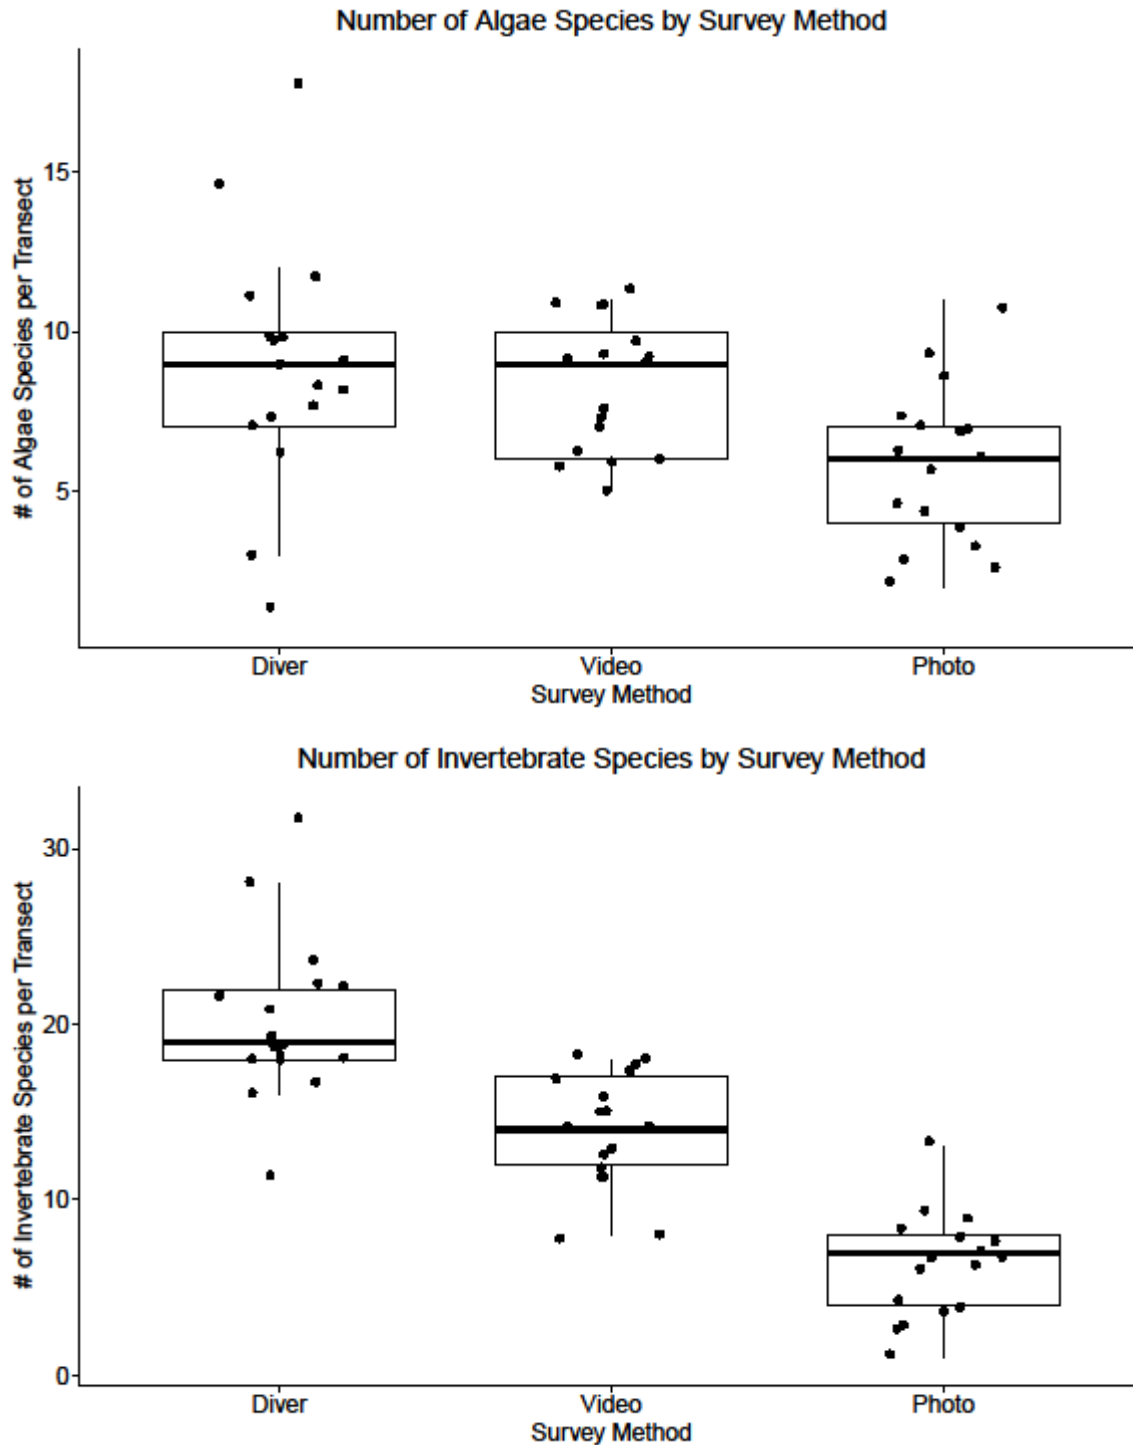 Number of Algae Species by Survey Method
# of Algae Species per Transect
15
10
5
Diver Video Photo
Survey Method
Number of Invertebrate Species by Survey Method
# of Invertebrate Species per Transect
30
20
10
0
Diver Video Photo
Survey Method